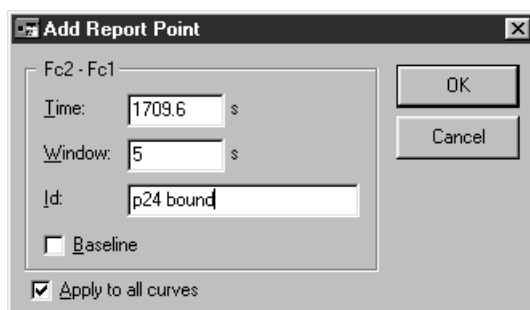 Add Report Point
Fc2 - Fc1
Time: 1709.6 s
Window: 5 s
Id: p24 bound
Baseline
Apply to all curves
OK
Cancel